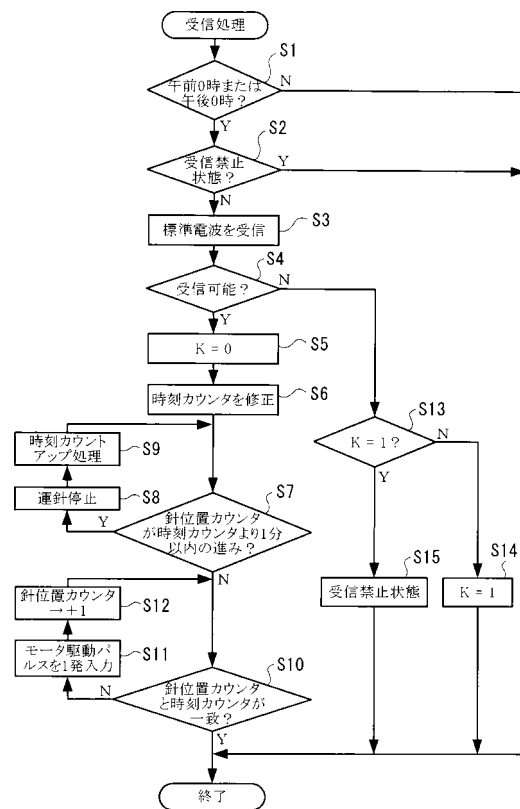 受信処理
S1
午前0時または
午後0時？
N
Y
S2
受信禁止
状態？
Y
N
標準電波を受信
S3
S4
受信可能？
N
Y
K = 0
S5
時刻カウンタを修正
S6
S13
K = 1？
N
Y
時刻カウント
アップ処理
S9
運針停止
S8
S7
針位置カウンタ
が時刻カウンタより1分
以内の進み？
Y
N
S15
受信禁止状態
S14
K = 1
針位置カウンタ
→+1
S12
モータ駆動パ
ルスを1発入力
S11
S10
針位置カウンタ
と時刻カウンタが
一致？
N
Y
終了